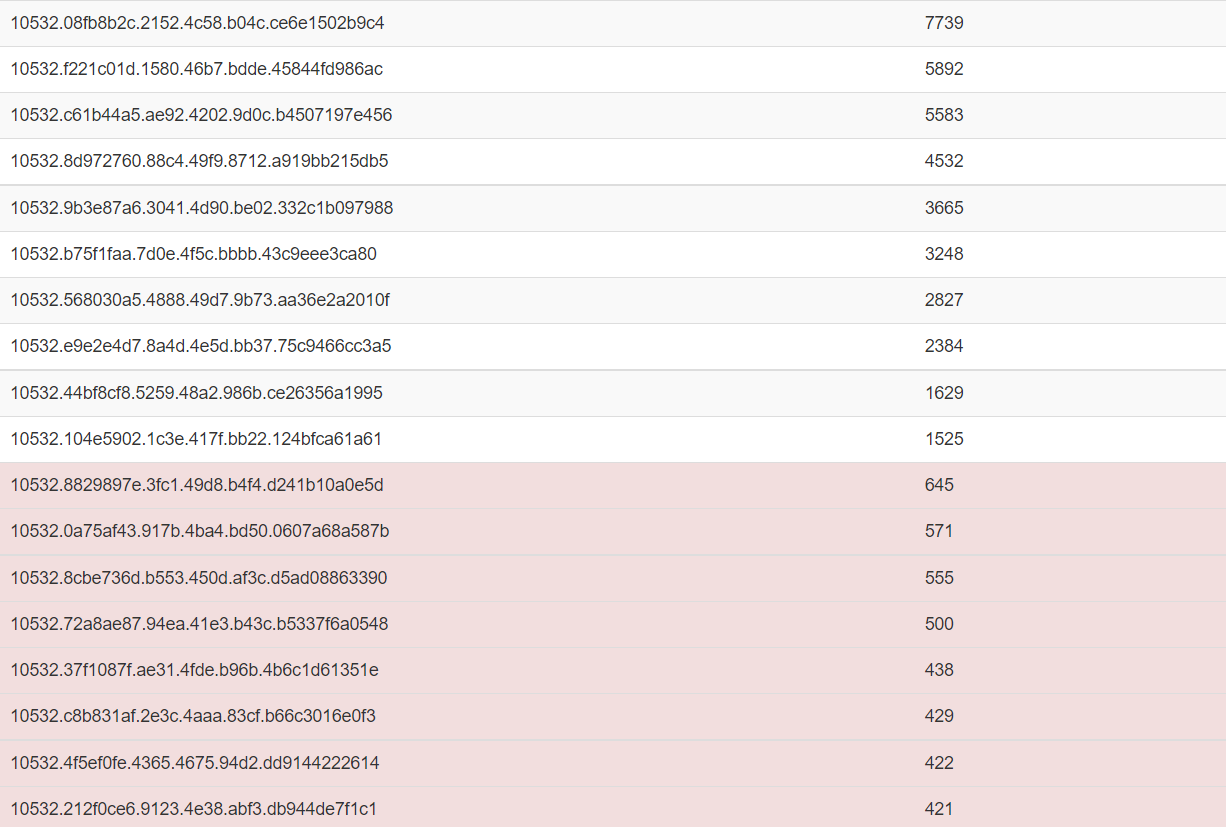 10532.08fb8b2c.2152.4c58.b04c.ce6e1502b9c4 7739
10532.f221c01d.1580.46b7.bdde.45844fd986ac 5892
10532.c61b44a5.ae92.4202.9d0c.b4507197e456 5583
10532.8d972760.88c4.49f9.8712.a919bb215db5 4532
10532.9b3e87a6.3041.4d90.be02.332c1b097988 3665
10532.b75f1faa.7d0e.4f5c.bbbb.43c9eee3ca80 3248
10532.568030a5.4888.49d7.9b73.aa36e2a2010f 2827
10532.e9e2e4d7.8a4d.4e5d.bb37.75c9466cc3a5 2384
10532.44bf8cf8.5259.48a2.986b.ce26356a1995 1629
10532.104e5902.1c3e.417f.bb22.124bfca61a61 1525
10532.8829897e.3fc1.49d8.b4f4.d241b10a0e5d 645
10532.0a75af43.917b.4ba4.bd50.0607a68a587b 571
10532.8cbe736d.b553.450d.af3c.d5ad08863390 555
10532.72a8ae87.94ea.41e3.b43c.b5337f6a0548 500
10532.37f1087f.ae31.4fde.b96b.4b6c1d61351e 438
10532.c8b831af.2e3c.4aaa.83cf.b66c3016e0f3 429
10532.4f5ef0fe.4365.4675.94d2.dd9144222614 422
10532.212f0ce6.9123.4e38.abf3.db944de7f1c1 421